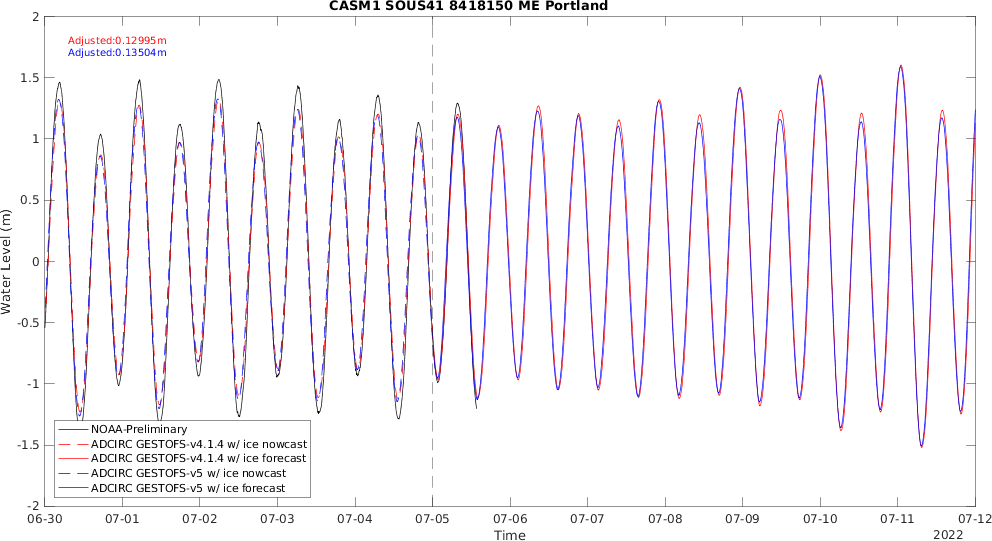 CASM1 SOUS41 8418150 ME Portland
Adjusted:0.12995m
Adjusted:0.13504m
2
1.5
1
0.5
0
-0.5
-1
-1.5
-2
Water Level (m)
NOAA-Preliminary
ADCIRC GESTOFS-v4.1.4 w/ ice nowcast
ADCIRC GESTOFS-v4.1.4 w/ ice forecast
ADCIRC GESTOFS-v5 w/ ice nowcast
ADCIRC GESTOFS-v5 w/ ice forecast
06-30 07-01 07-02 07-03 07-04 07-05 07-06 07-07 07-08 07-09 07-10 07-11 07-12
Time
2022